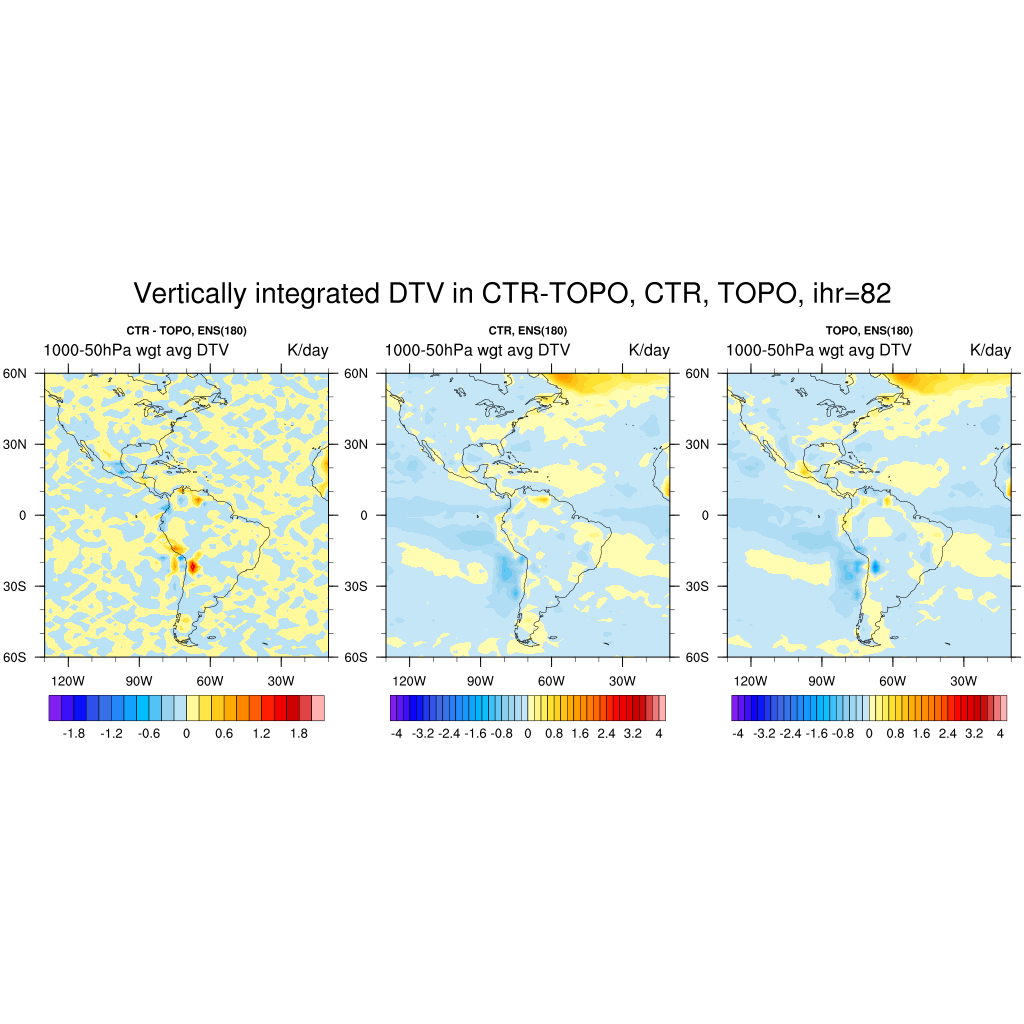 Vertically integrated DTV in CTR-TOPO, CTR, TOPO, ihr=82
CTR - TOPO, ENS(180)
1000-50hPa wgt avg DTV K/day
60N
30N
0
30S
60S
120W 90W 60W 30W
-1.8 -1.2 -0.6 0 0.6 1.2 1.8
CTR, ENS(180)
1000-50hPa wgt avg DTV K/day
60N
30N
0
30S
60S
120W 90W 60W 30W
-4 -3.2 -2.4 -1.6 -0.8 0 0.8 1.6 2.4 3.2 4
TOPO, ENS(180)
1000-50hPa wgt avg DTV K/day
60N
30N
0
30S
60S
120W 90W 60W 30W
-4 -3.2 -2.4 -1.6 -0.8 0 0.8 1.6 2.4 3.2 4